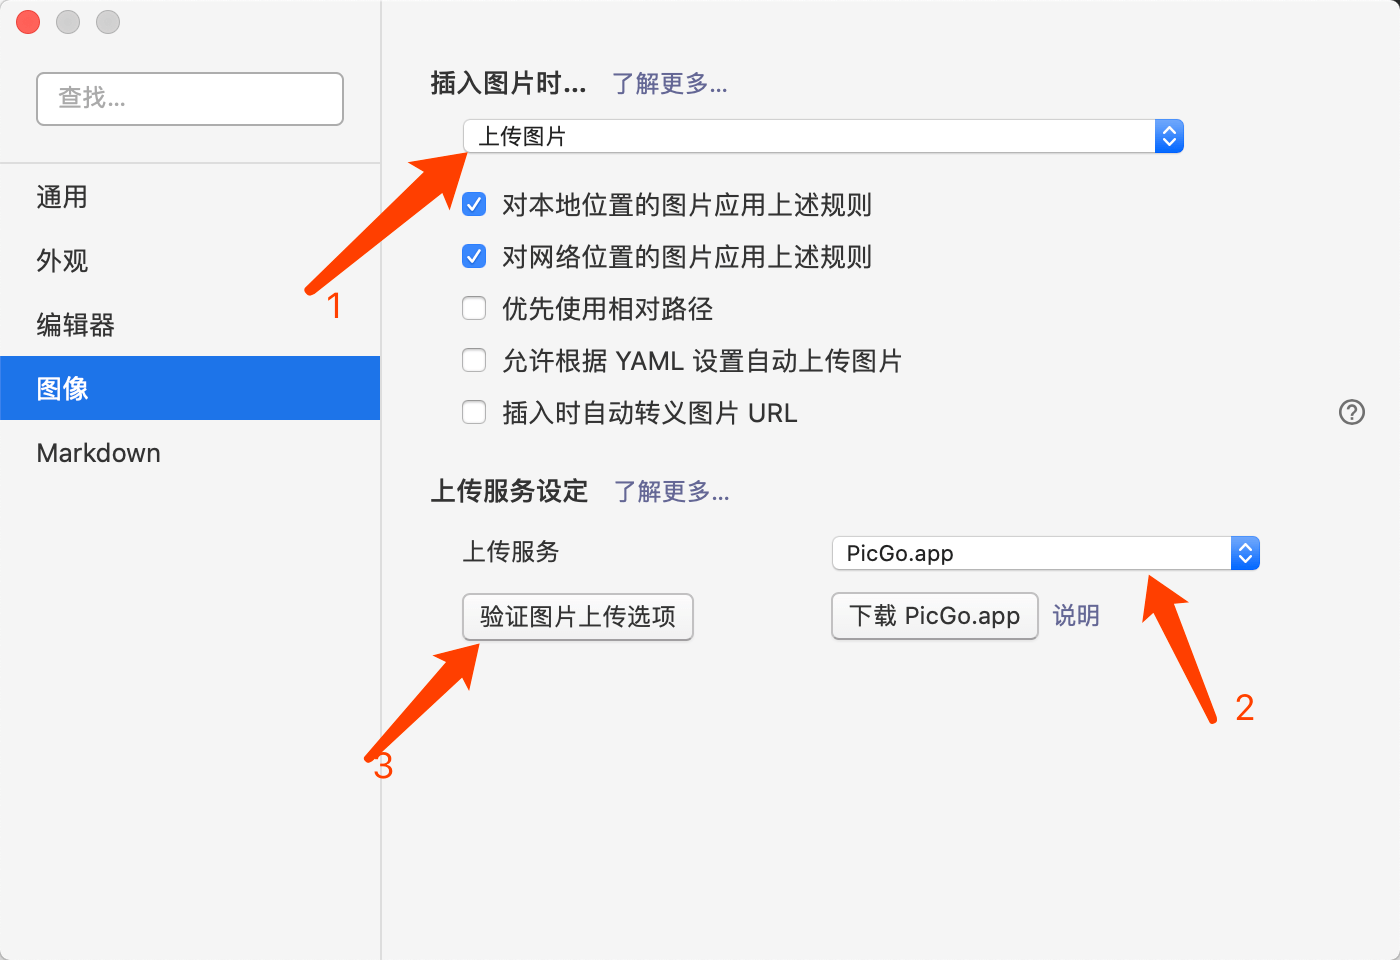 查找...
通用
外观
编辑器
图像
Markdown
插入图片时... 了解更多...
上传图片
对本地位置的图片应用上述规则
对网络位置的图片应用上述规则
优先使用相对路径
允许根据 YAML 设置自动上传图片
插入时自动转义图片 URL
?
上传服务设定 了解更多...
上传服务 PicGo.app
验证图片上传选项 下载 PicGo.app 说明
1
2
3